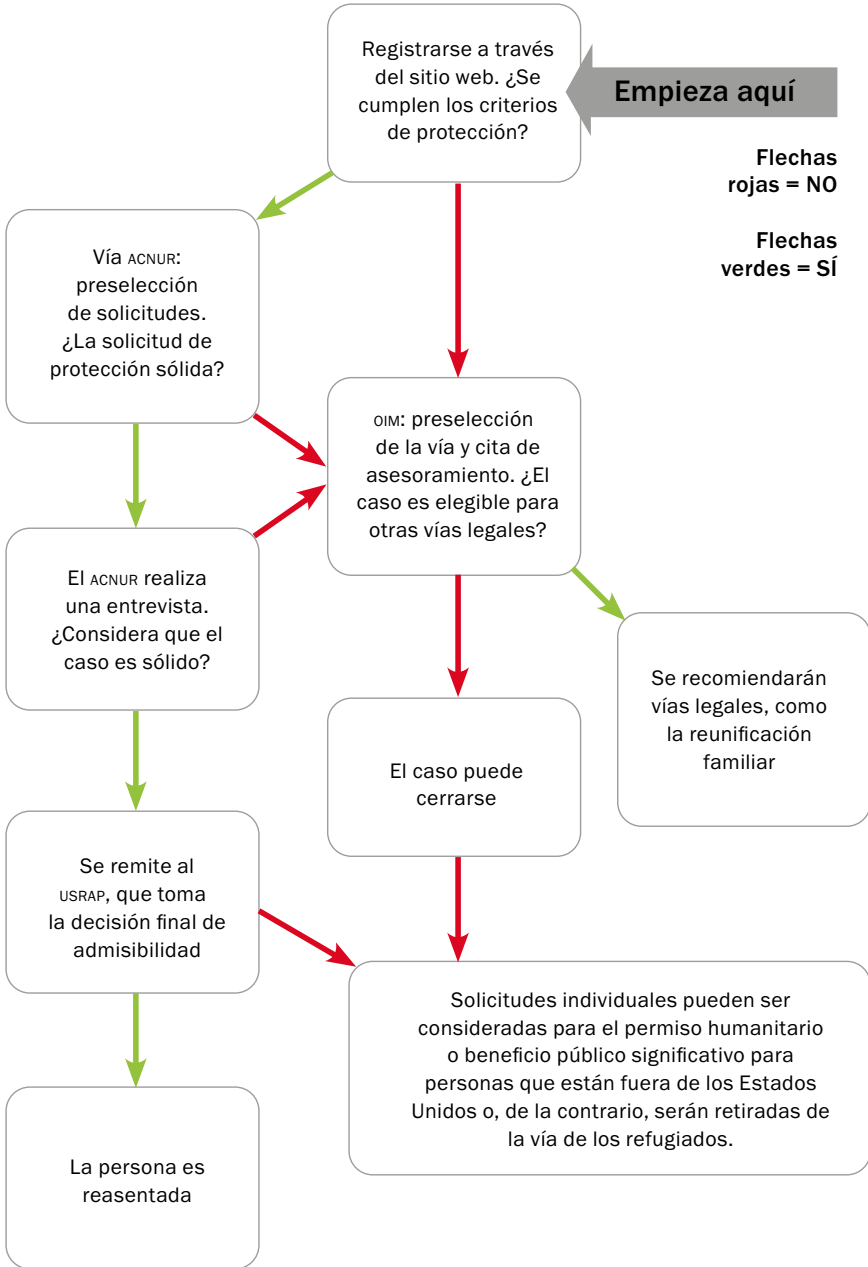 Registrarse a través
del sitio web. ¿Se
cumplen los criterios
de protección?
Empieza aquí
Flechas
rojas = NO
Flechas
verdes = SÍ
Vía ACNUR:
preselección
de solicitudes.
¿La solicitud de
protección sólida?
OIM: preselección
de la vía y cita de
asesoramiento. ¿El
caso es elegible para
otras vías legales?
El ACNUR realiza
una entrevista.
¿Considera que el
caso es sólido?
Se recomiendarán
vías legales, como
la reunificación
familiar
El caso puede
cerrarse
Se remite al
USRAP, que toma
la decisión final de
admisibilidad
Solicitudes individuales pueden ser
consideradas para el permiso humanitario
o beneficio público significativo para
personas que están fuera de los Estados
Unidos o, de la contrario, serán retiradas de
la vía de los refugiados.
La persona es
reasentada